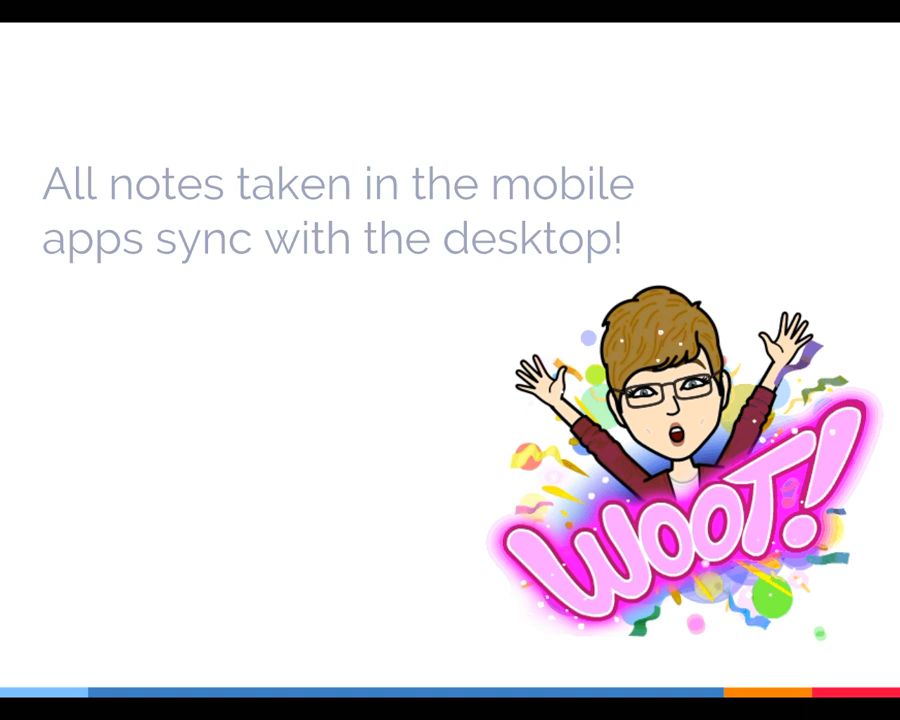 All notes taken in the mobile
apps sync with the desktop!
WOOT!